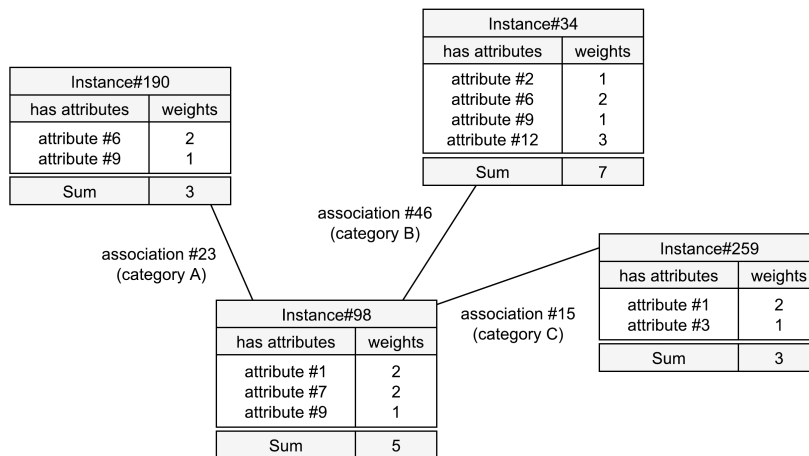 Instance#34
has attributes weights
attribute #2 1
attribute #6 2
attribute #9 1
attribute #12 3
Sum 7
Instance#190
has attributes weights
attribute #6 2
attribute #9 1
Sum 3
association #46
(category B)
association #23
(category A)
Instance#259
has attributes weights
attribute #1 2
attribute #3 1
Sum 3
association #15
(category C)
Instance#98
has attributes weights
attribute #1 2
attribute #7 2
attribute #9 1
Sum 5